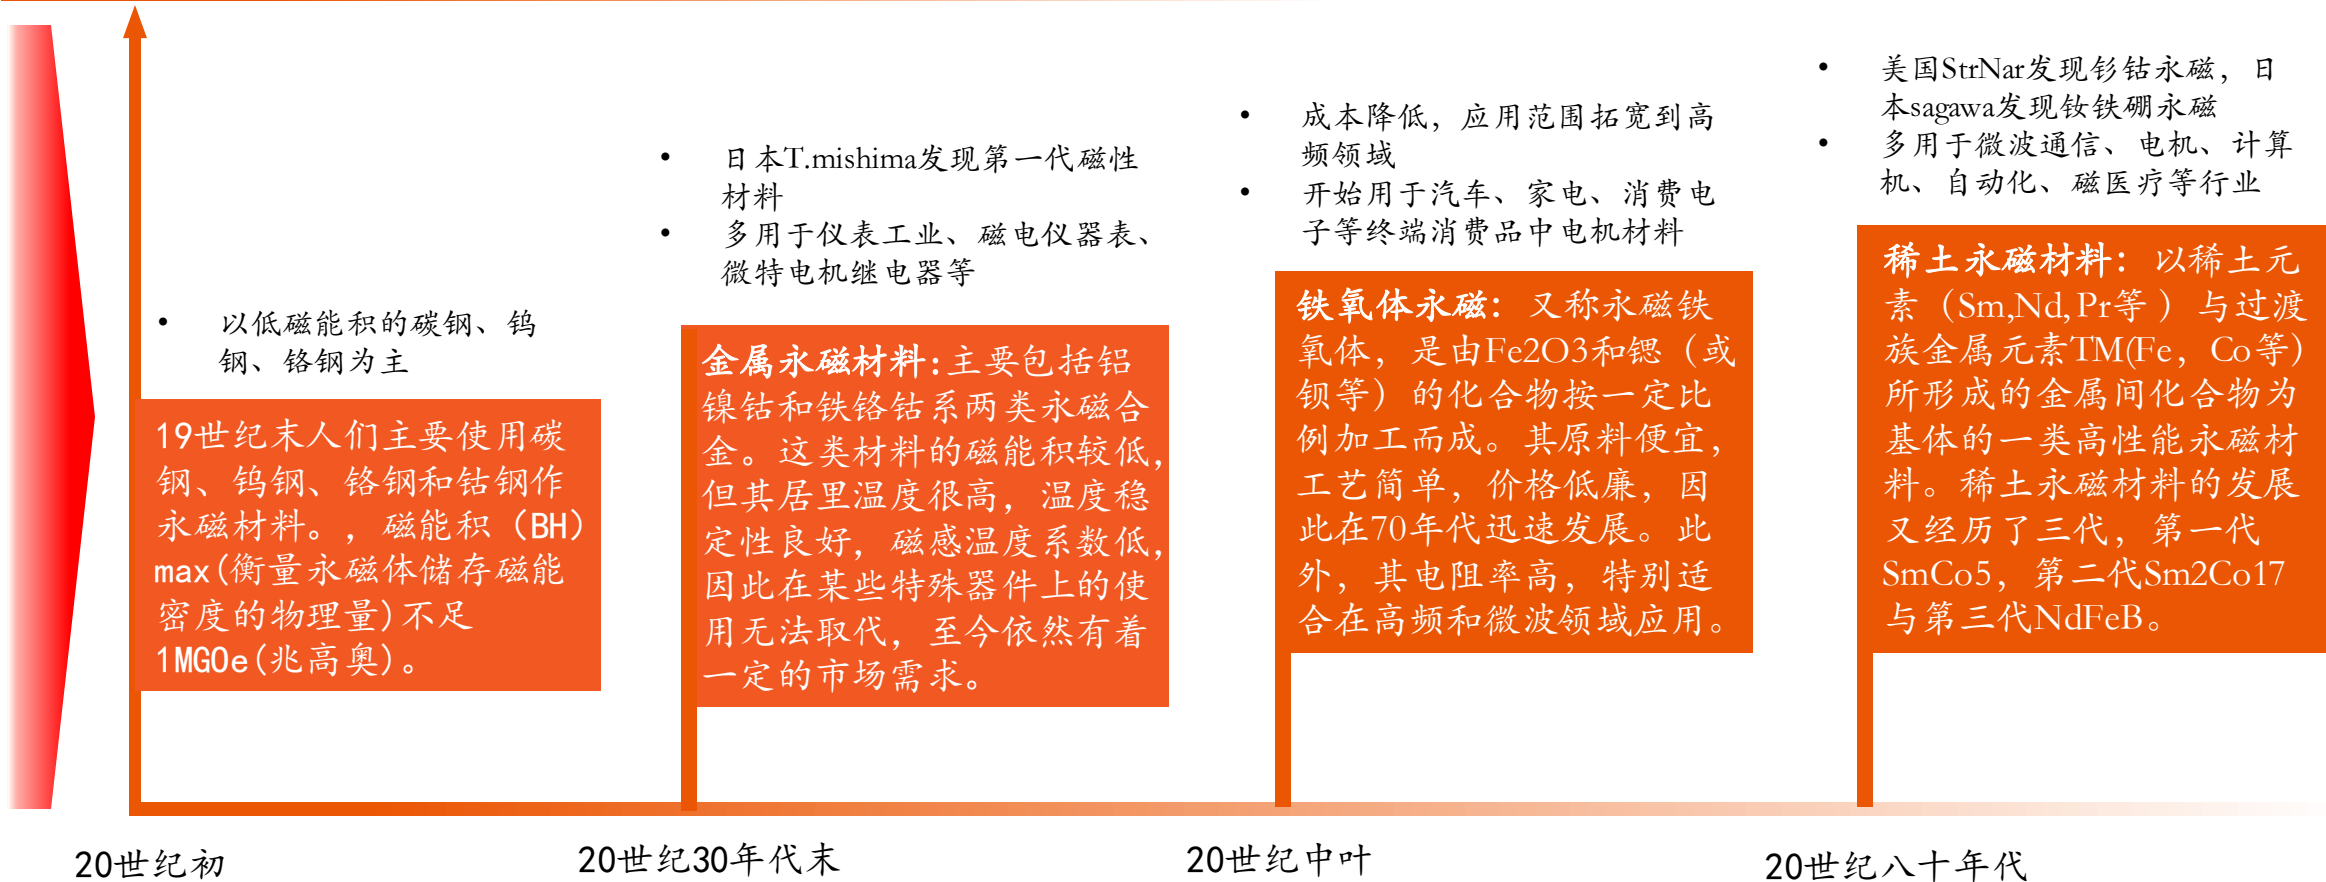 • 以低磁能积的碳钢、钨
钢、铬钢为主
19世纪末人们主要使用碳
钢、钨钢、铬钢和钴钢作
永磁材料。，磁能积（BH）
max(衡量永磁体储存磁能
密度的物理量)不足
1MGOe(兆高奥)。
20世纪初
• 日本T.mishima发现第一代磁性
材料
• 多用于仪表工业、磁电仪器表、
微特电机继电器等
金属永磁材料:主要包括铝
镍钴和铁铬钴系两类永磁合
金。这类材料的磁能积较低，
但其居里温度很高，温度稳
定性良好，磁感温度系数低，
因此在某些特殊器件上的使
用无法取代，至今依然有着
一定的市场需求。
20世纪30年代末
• 成本降低，应用范围拓宽到高
频领域
• 开始用于汽车、家电、消费电
子等终端消费品中电机材料
铁氧体永磁：又称永磁铁
氧体，是由Fe2O3和锶（或
钡等）的化合物按一定比
例加工而成。其原料便宜，
工艺简单，价格低廉，因
此在70年代迅速发展。此
外，其电阻率高，特别适
合在高频和微波领域应用。
20世纪中叶
• 美国StrNar发现钐钴永磁，日
本sagawa发现钕铁硼永磁
• 多用于微波通信、电机、计算
机、自动化、磁医疗等行业
稀土永磁材料：以稀土元
素（Sm,Nd,Pr等 ）与过渡
族金属元素TM(Fe，Co等)
所形成的金属间化合物为
基体的一类高性能永磁材
料。稀土永磁材料的发展
又经历了三代，第一代
SmCo5，第二代Sm2Co17
与第三代NdFeB。
20世纪八十年代